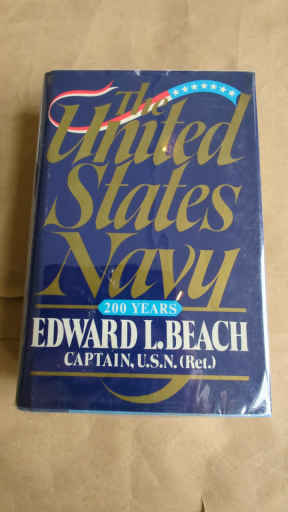 The
United
States
Navy
200 YEARS
EDWARD L. BEACH
CAPTAIN, U.S.N. (Ret.)